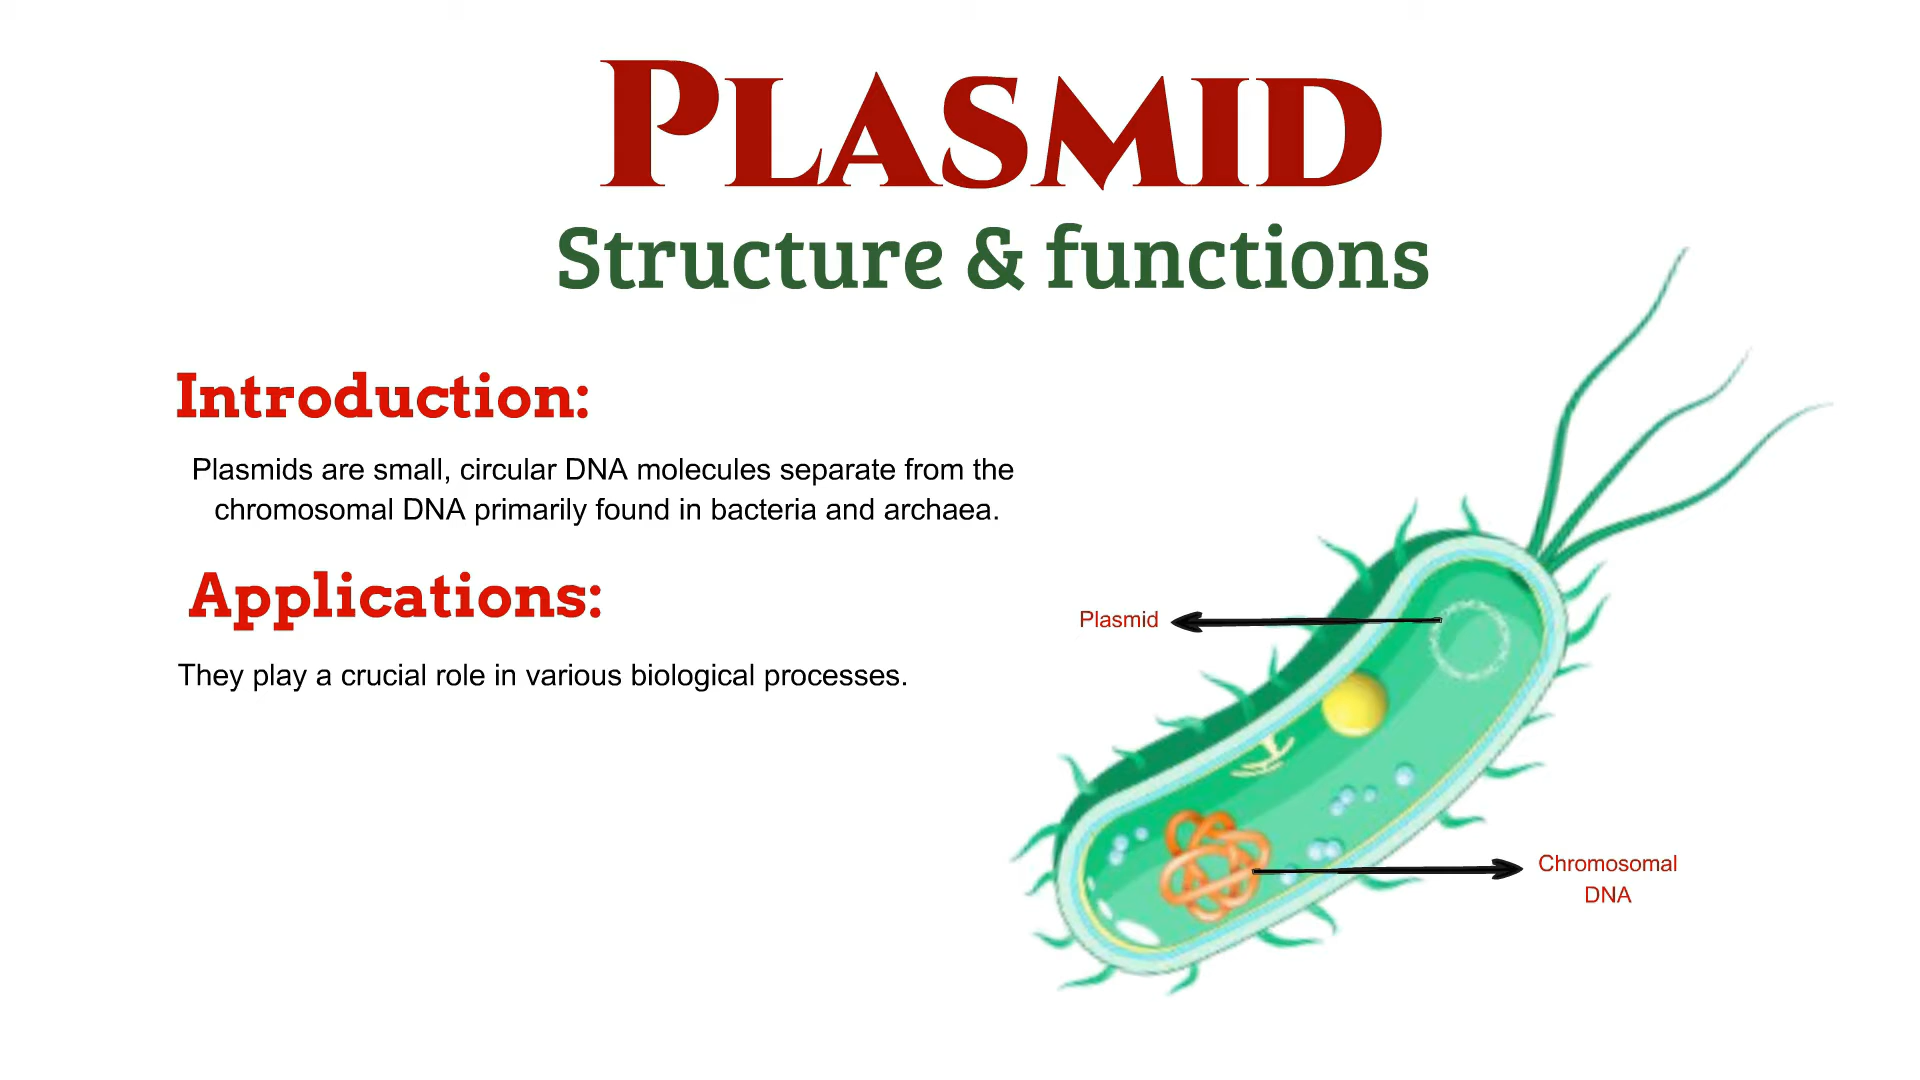 PLASMID
Structure & functions
Introduction:
Plasmids are small, circular DNA molecules separate from the
chromosomal DNA primarily found in bacteria and archaea.
Applications:
They play a crucial role in various biological processes.
Plasmid
Chromosomal
DNA